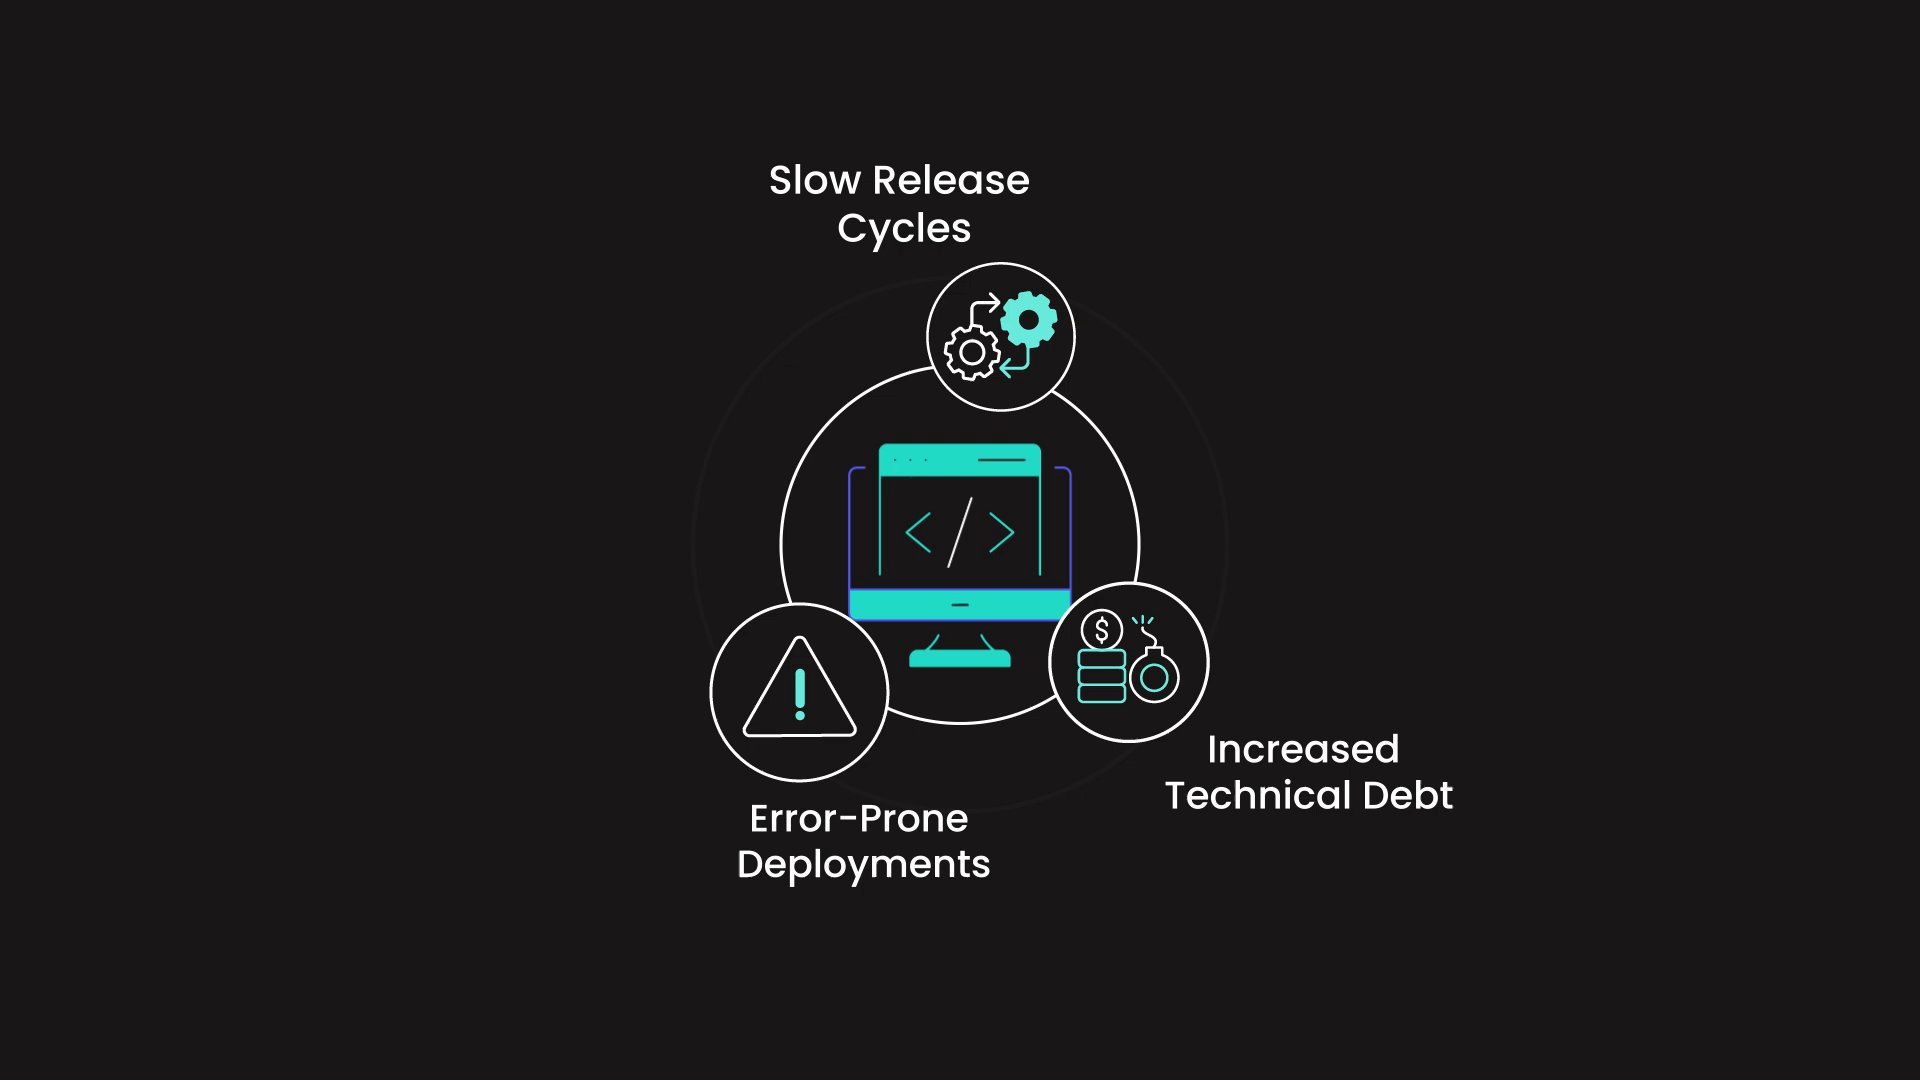 Slow Release
Cycles
</>
$
Increased
Technical Debt
Error-Prone
Deployments